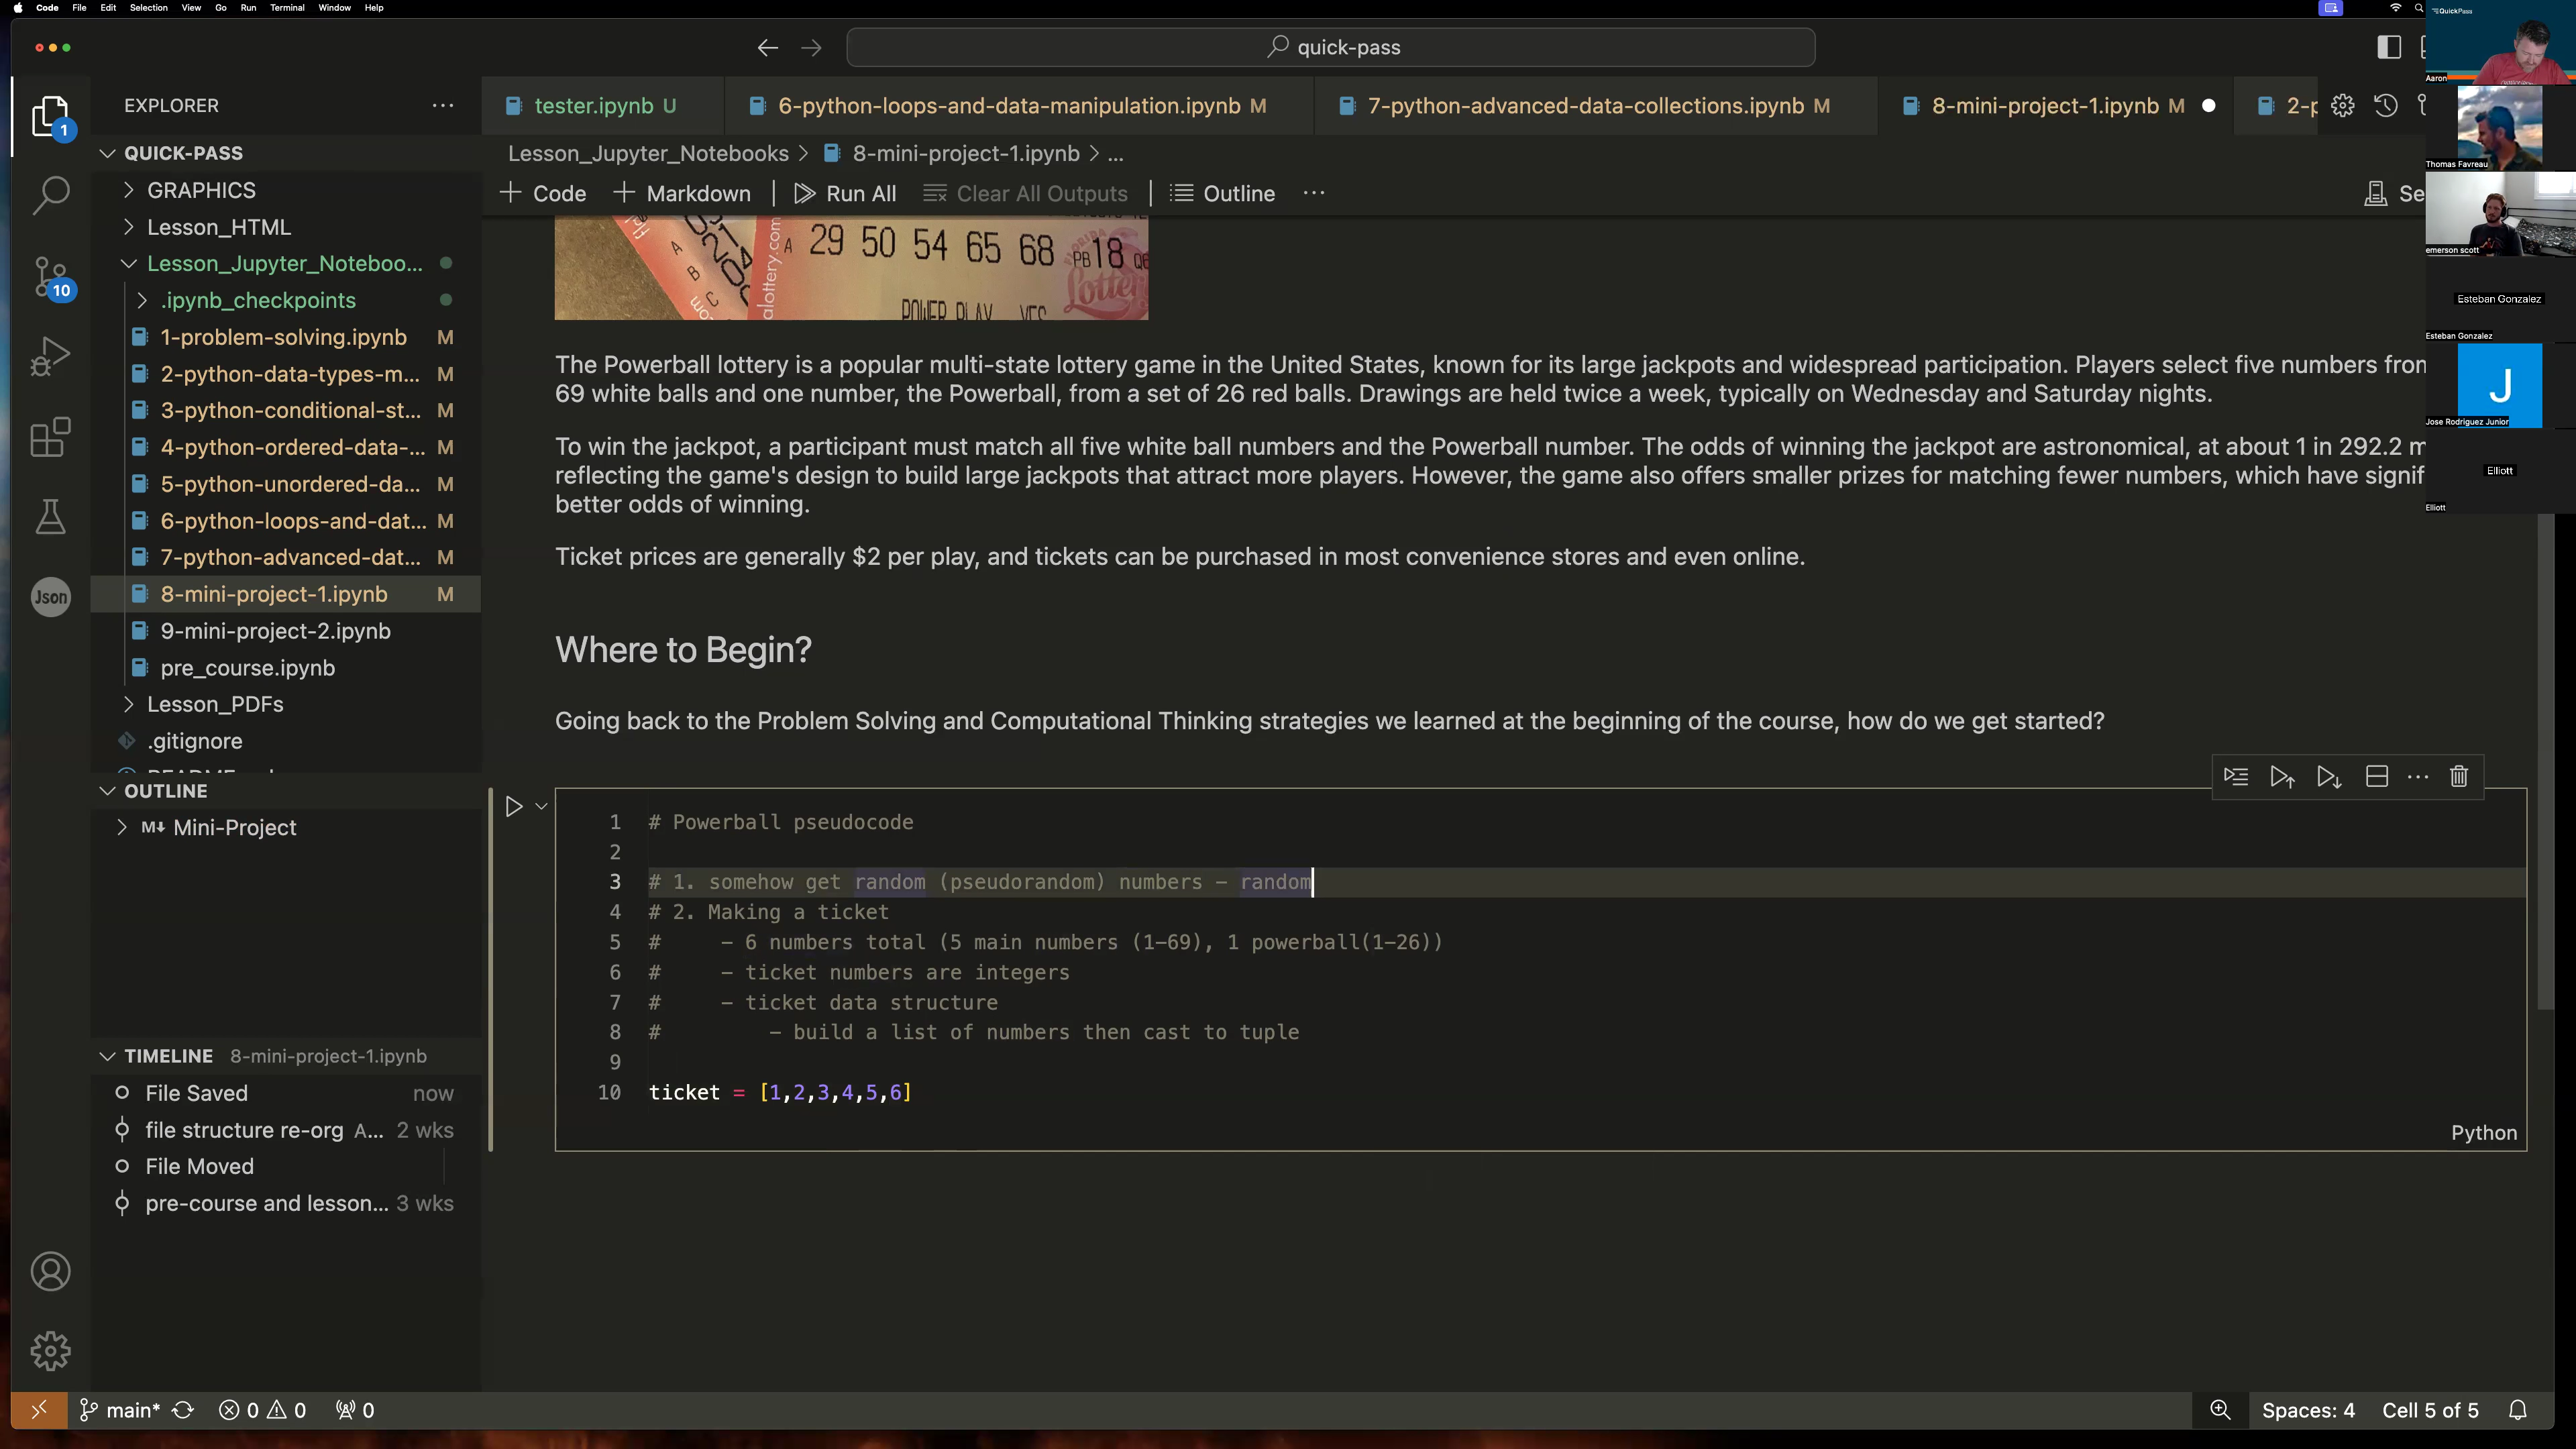 Code File Edit Selection View Go Run Terminal Window Help
quick-pass
EXPLORER
QUICK-PASS
GRAPHICS
Lesson_HTML
Lesson_Jupyter_Noteboo...
.ipynb_checkpoints
1-problem-solving.ipynb M
2-python-data-types-m... M
3-python-conditional-st... M
4-python-ordered-data-... M
5-python-unordered-da... M
6-python-loops-and-dat... M
7-python-advanced-dat... M
8-mini-project-1.ipynb M
9-mini-project-2.ipynb
pre_course.ipynb
Lesson_PDFs
.gitignore
1
10
Json
OUTLINE
M↓ Mini-Project
TIMELINE 8-mini-project-1.ipynb
File Saved now
file structure re-org A... 2 wks
File Moved
pre-course and lesson... 3 wks
tester.ipynb U
6-python-loops-and-data-manipulation.ipynb M
7-python-advanced-data-collections.ipynb M
8-mini-project-1.ipynb M
2-p
Lesson_Jupyter_Notebooks > 8-mini-project-1.ipynb > ...
+ Code + Markdown | Run All Clear All Outputs | Outline ...
Se
A 29 50 54 65 68 PB 18
A
B
C
alottery.com
Lotter
POWER PLAY YES
The Powerball lottery is a popular multi-state lottery game in the United States, known for its large jackpots and widespread participation. Players select five numbers from
69 white balls and one number, the Powerball, from a set of 26 red balls. Drawings are held twice a week, typically on Wednesday and Saturday nights.
To win the jackpot, a participant must match all five white ball numbers and the Powerball number. The odds of winning the jackpot are astronomical, at about 1 in 292.2 m
reflecting the game's design to build large jackpots that attract more players. However, the game also offers smaller prizes for matching fewer numbers, which have signif
better odds of winning.
Ticket prices are generally $2 per play, and tickets can be purchased in most convenience stores and even online.
Where to Begin?
Going back to the Problem Solving and Computational Thinking strategies we learned at the beginning of the course, how do we get started?
1 # Powerball pseudocode
2
3 # 1. somehow get random (pseudorandom) numbers – random
4 # 2. Making a ticket
5 # – 6 numbers total (5 main numbers (1–69), 1 powerball(1–26))
6 # – ticket numbers are integers
7 # – ticket data structure
8 # – build a list of numbers then cast to tuple
9
10 ticket = [1,2,3,4,5,6]
Python
QuickPass
Aaron
Thomas Favreau
emerson scott
Esteban Gonzalez
Esteban Gonzalez
J
Jose Rodriguez Junior
Elliott
Elliott
main* 0 0 0
Spaces: 4 Cell 5 of 5